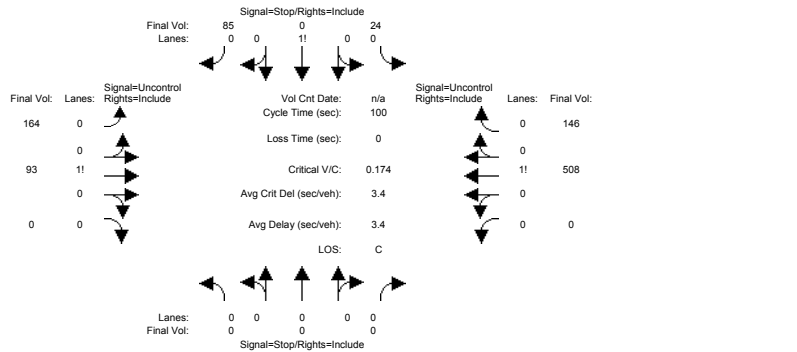 Signal=Stop/Rights=Include
Final Vol: 85 0 24
Lanes: 0 0 1! 0 0
Signal=Uncontrol Signal=Uncontrol
Final Vol: Lanes: Rights=Include Vol Cnt Date: n/a Rights=Include Lanes: Final Vol:
Cycle Time (sec): 100
164 0 0 146
Loss Time (sec): 0
0 0
93 1! Critical V/C: 0.174 1! 508
0 Avg Crit Del (sec/veh): 3.4 0
0 0 Avg Delay (sec/veh): 3.4 0 0
LOS: C
Lanes: 0 0 0 0 0
Final Vol: 0 0 0
Signal=Stop/Rights=Include